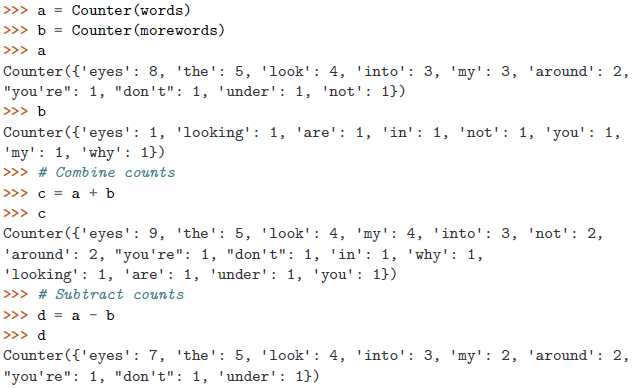 >>> a = Counter(words)
>>> b = Counter(morewords)
>>> a
Counter({'eyes': 8, 'the': 5, 'look': 4, 'into': 3, 'my': 3, 'around': 2,
"you're": 1, "don't": 1, 'under': 1, 'not': 1})
>>> b
Counter({'eyes': 1, 'looking': 1, 'are': 1, 'in': 1, 'not': 1, 'you': 1,
'my': 1, 'why': 1})
>>> # Combine counts
>>> c = a + b
>>> c
Counter({'eyes': 9, 'the': 5, 'look': 4, 'my': 4, 'into': 3, 'not': 2,
'around': 2, "you're": 1, "don't": 1, 'in': 1, 'why': 1,
'looking': 1, 'are': 1, 'under': 1, 'you': 1})
>>> # Subtract counts
>>> d = a - b
>>> d
Counter({'eyes': 7, 'the': 5, 'look': 4, 'into': 3, 'my': 2, 'around': 2,
"you're": 1, "don't": 1, 'under': 1})